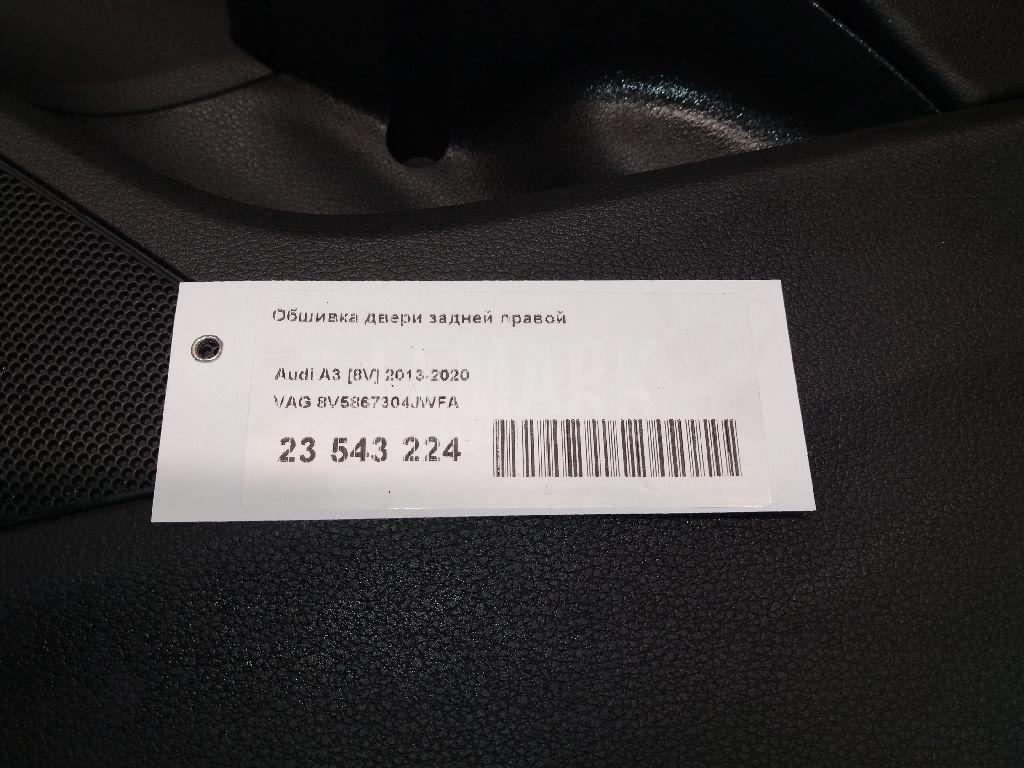 Обшивка двери задней правой
Audi A3 [8V] 2013-2020
VAG 8V5867304JWFA
23 543 224